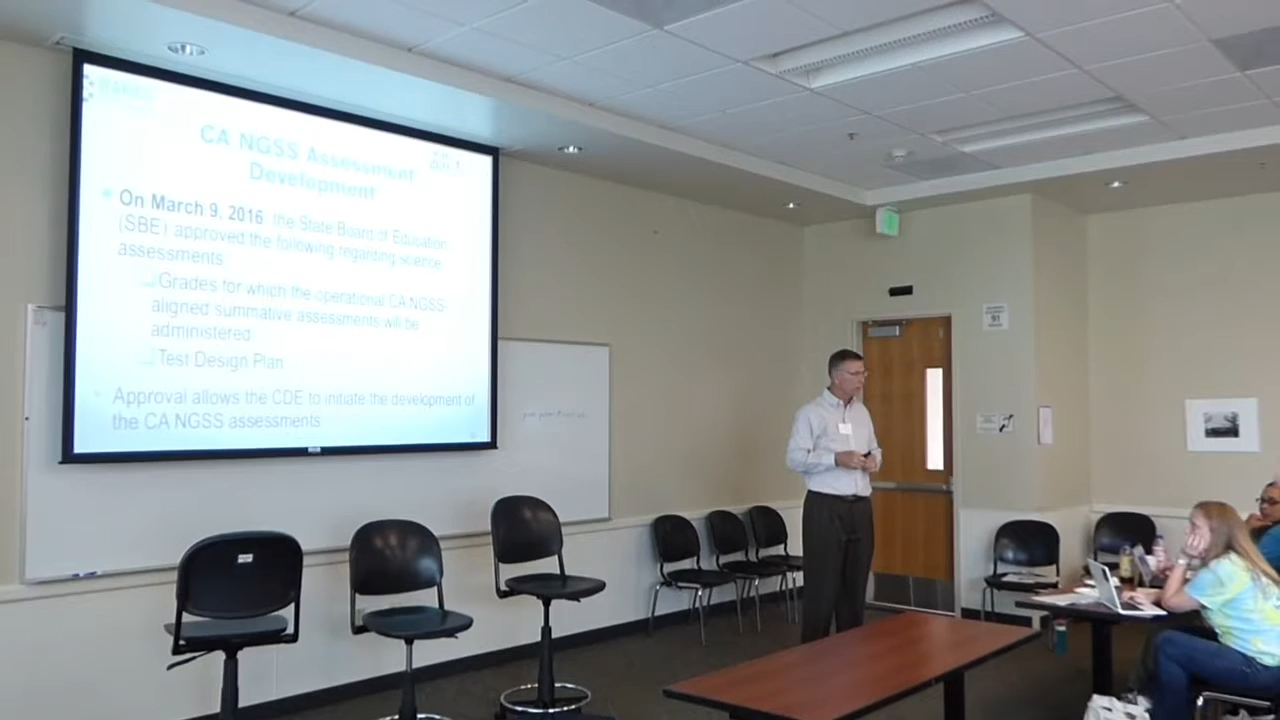 CA NGSS Assessment
Development
On March 9, 2016 the State Board of Education
(SBE) approved the following regarding science
assessments:
Grades for which the operational CA NGSS-
aligned summative assessments will be
administered
Test Design Plan
Approval allows the CDE to initiate the development of
the CA NGSS assessments
91